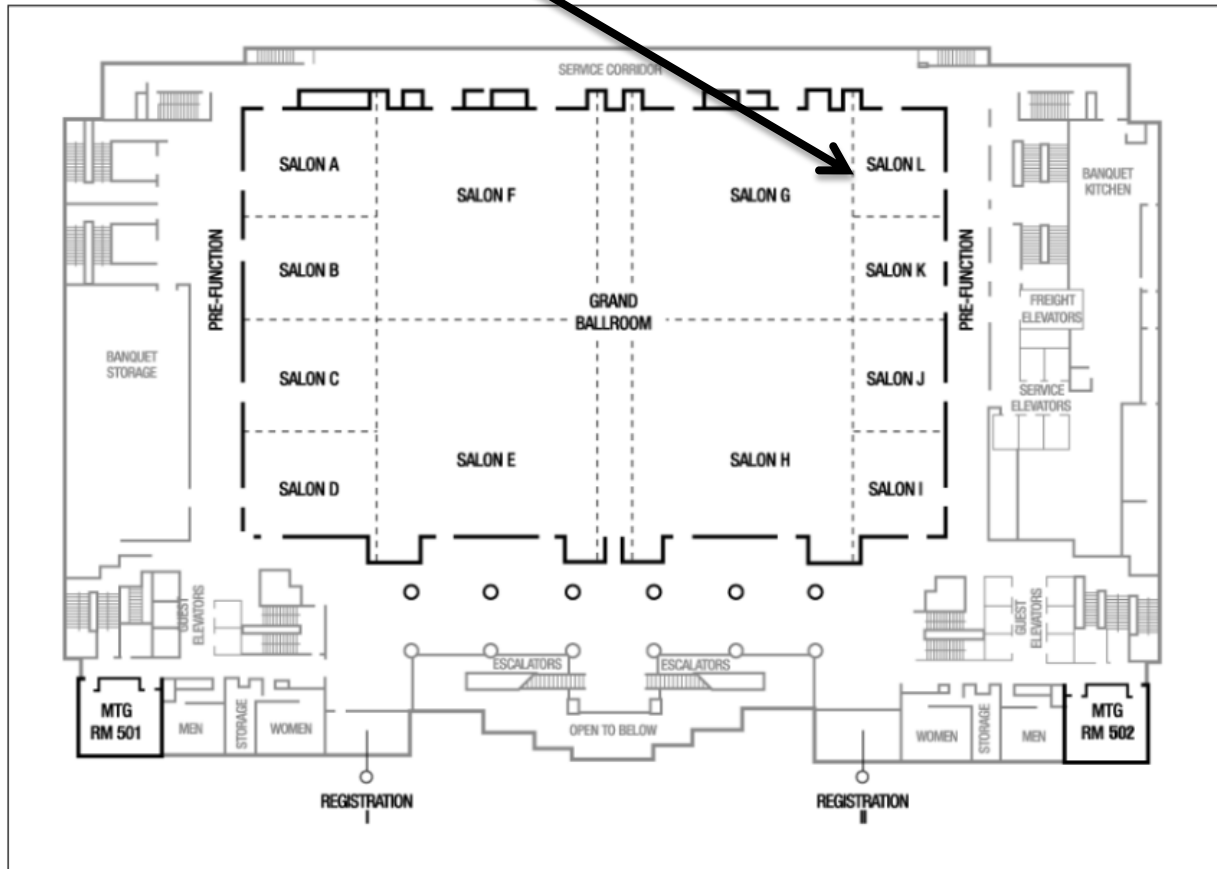 SERVICE CORRIDOR
SALON A
SALON F
SALON G
SALON L
BANQUET
KITCHEN
PRE-FUNCTION
SALON B
SALON K
PRE-FUNCTION
GRAND
BALLROOM
FREIGHT
ELEVATORS
BANQUET
STORAGE
SALON C
SALON J
SERVICE
ELEVATORS
SALON E
SALON H
SALON D
SALON I
GUEST
ELEVATORS
GUEST
ELEVATORS
ESCALATORS
ESCALATORS
MTG
RM 501
MEN
STORAGE
WOMEN
OPEN TO BELOW
WOMEN
STORAGE
MEN
MTG
RM 502
REGISTRATION
I
REGISTRATION
II